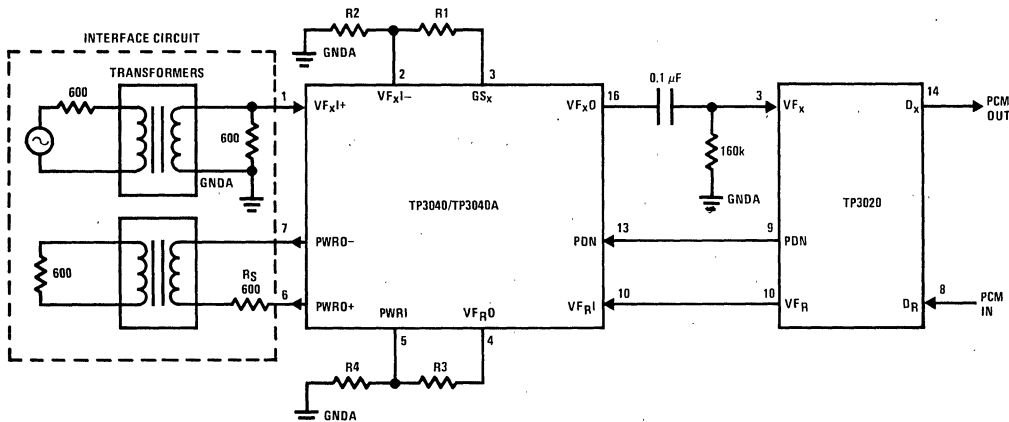 R2
R1
INTERFACE CIRCUIT
GNDA
TRANSFORMERS
2
3
600
1
VFXI+
VFXI−
GSX
VFXO
16
0.1 µF
3
VFX
DX
14
PCM
OUT
600
160k
GNDA
GNDA
TP3040/TP3040A
TP3020
7
PWRO−
PDN
13
9
PDN
600
RS
600
6
PWRO+
PWRI
VFRO
VFRI
10
10
VFR
DR
8
PCM
IN
5
4
R4
R3
GNDA